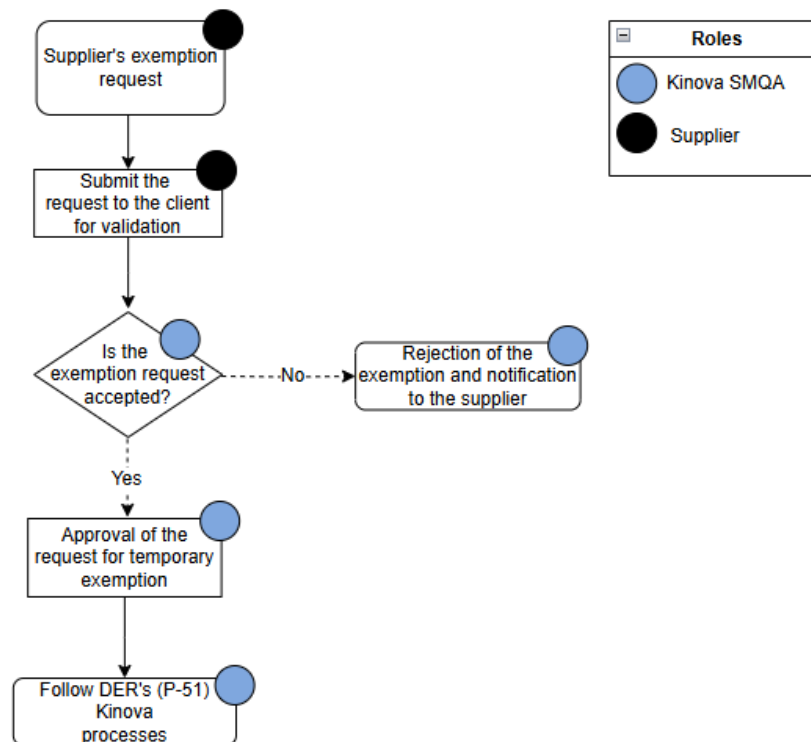 Supplier's exemption
request
Roles
Kinova SMQA
Supplier
Submit the
request to the client
for validation
Is the
exemption request
accepted?
No
Rejection of the
exemption and notification
to the supplier
Yes
Approval of the
request for temporary
exemption
Follow DER's (P-51)
Kinova
processes